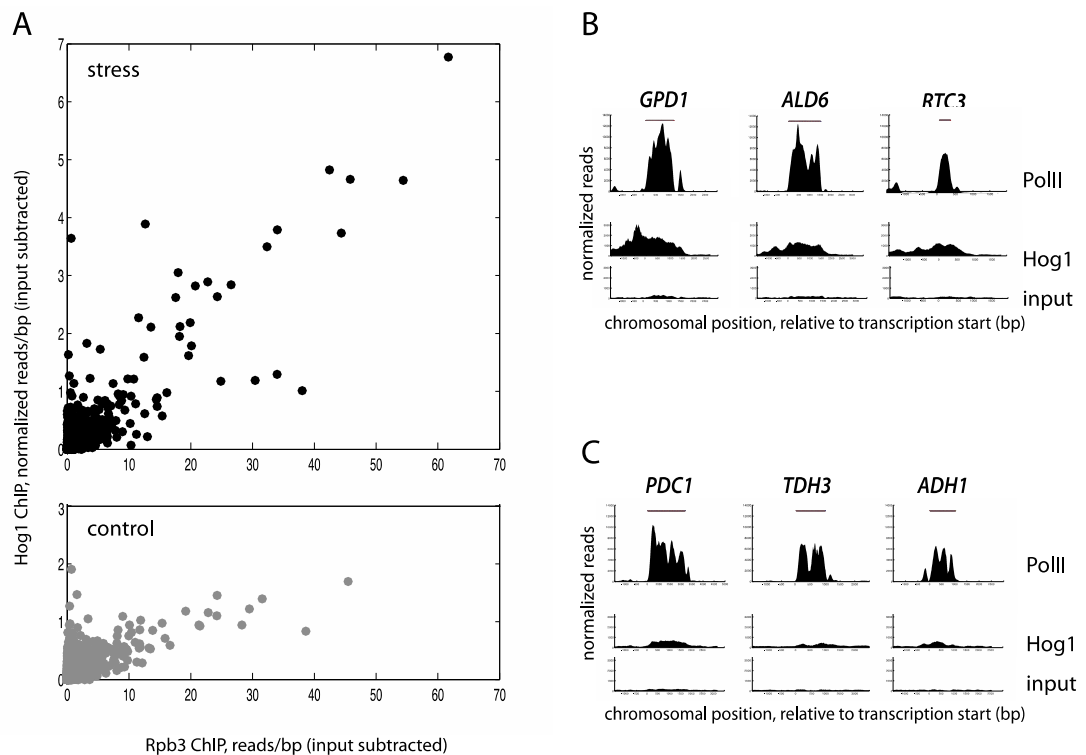 A
stress
7
6
5
4
3
2
1
0
0 10 20 30 40 50 60 70
control
3
2
1
0
0 10 20 30 40 50 60 70
Hog1 ChIP, normalized reads/bp (input subtracted)
Rpb3 ChIP, reads/bp (input subtracted)
B
GPD1 ALD6 RTC3
normalized reads
PolII
Hog1
input
chromosomal position, relative to transcription start (bp)
C
PDC1 TDH3 ADH1
normalized reads
PolII
Hog1
input
chromosomal position, relative to transcription start (bp)